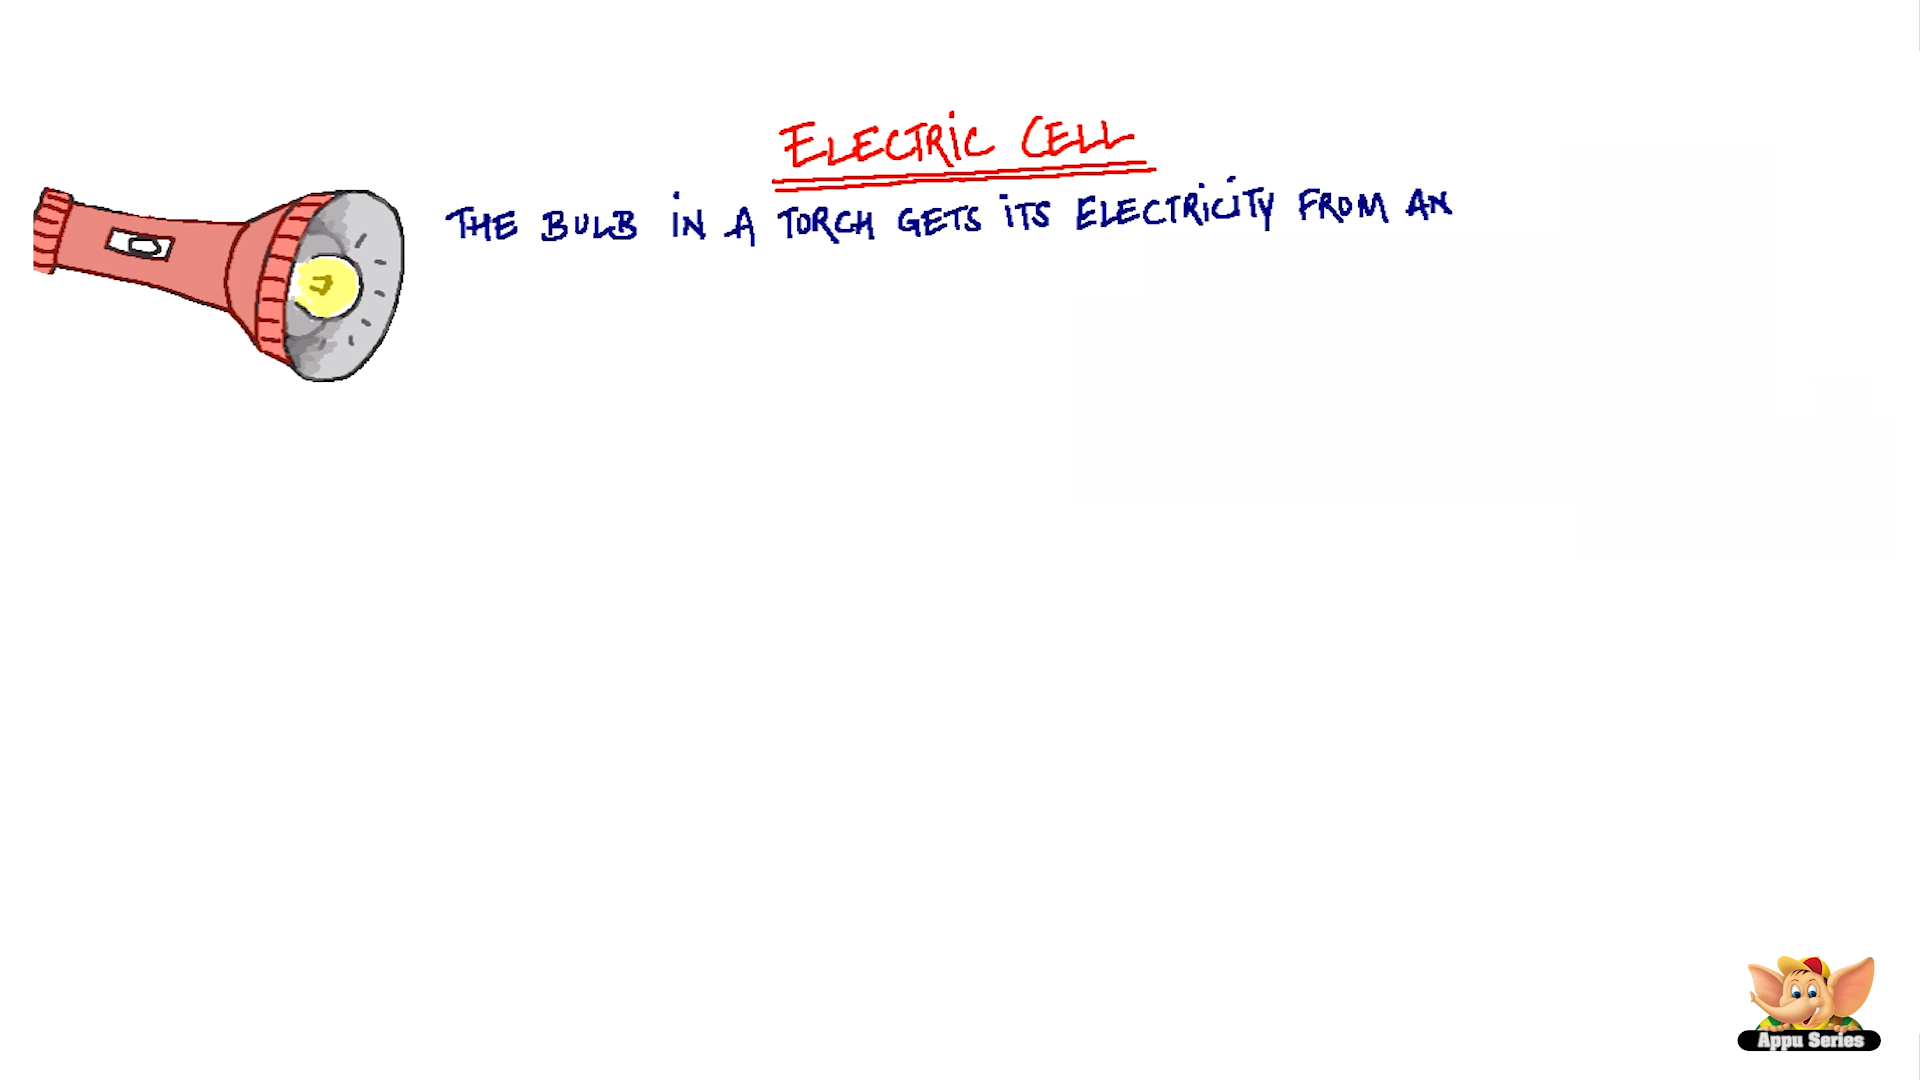 ELECTRIC CELL
THE BULB IN A TORCH GETS ITS ELECTRICITY FROM AN
Appu Series